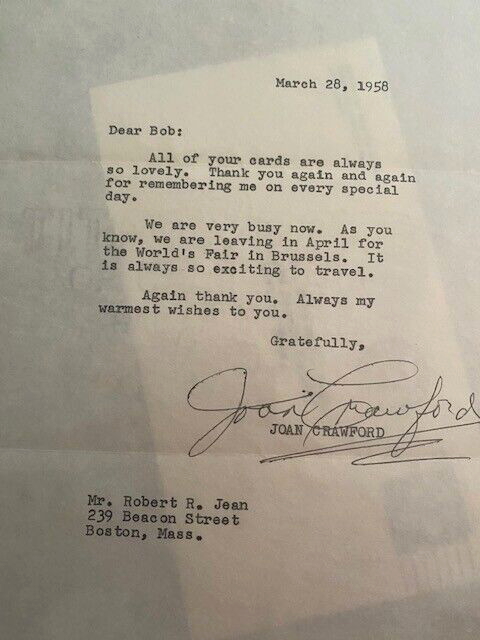 March 28, 1958
Dear Bob:
All of your cards are always
so lovely. Thank you again and again
for remembering me on every special
day.
We are very busy now. As you
know, we are leaving in April for
the World's Fair in Brussels. It
is always so exciting to travel.
Again thank you. Always my
warmest wishes to you.
Gratefully,
Joan Crawford
JOAN CRAWFORD
Mr. Robert R. Jean
239 Beacon Street
Boston, Mass.